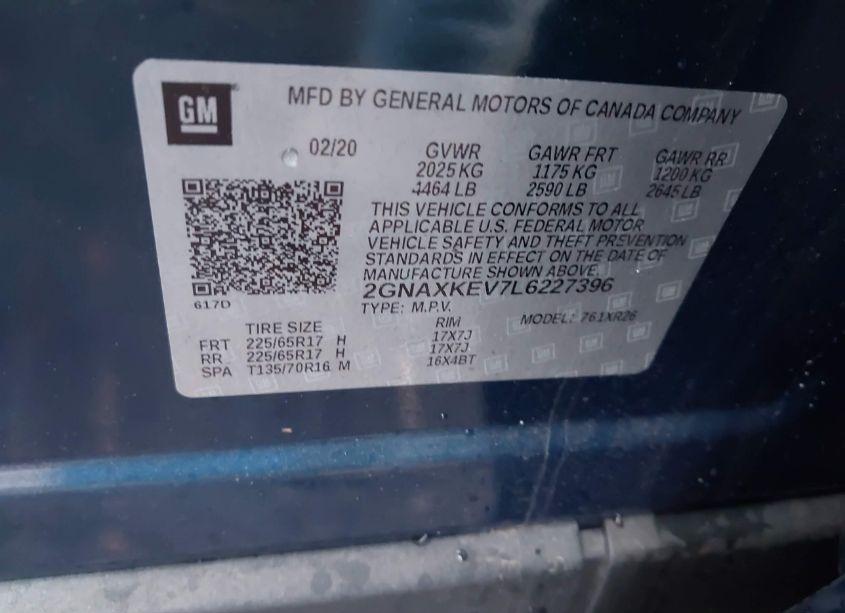 GM
MFD BY GENERAL MOTORS OF CANADA COMPANY
02/20 GVWR GAWR FRT GAWR RR
2025 KG 1175 KG 1200 KG
4464 LB 2590 LB 2645 LB
THIS VEHICLE CONFORMS TO ALL
APPLICABLE U.S. FEDERAL MOTOR
VEHICLE SAFETY AND THEFT PREVENTION
STANDARDS IN EFFECT ON THE DATE OF
MANUFACTURE SHOWN ABOVE.
617D
2GNAXKEV7L6227396
TYPE: M.P.V. MODEL: 761XR26
TIRE SIZE RIM
FRT 225/65R17 H 17X7J
RR 225/65R17 H 17X7J
SPA T135/70R16 M 16X4BT